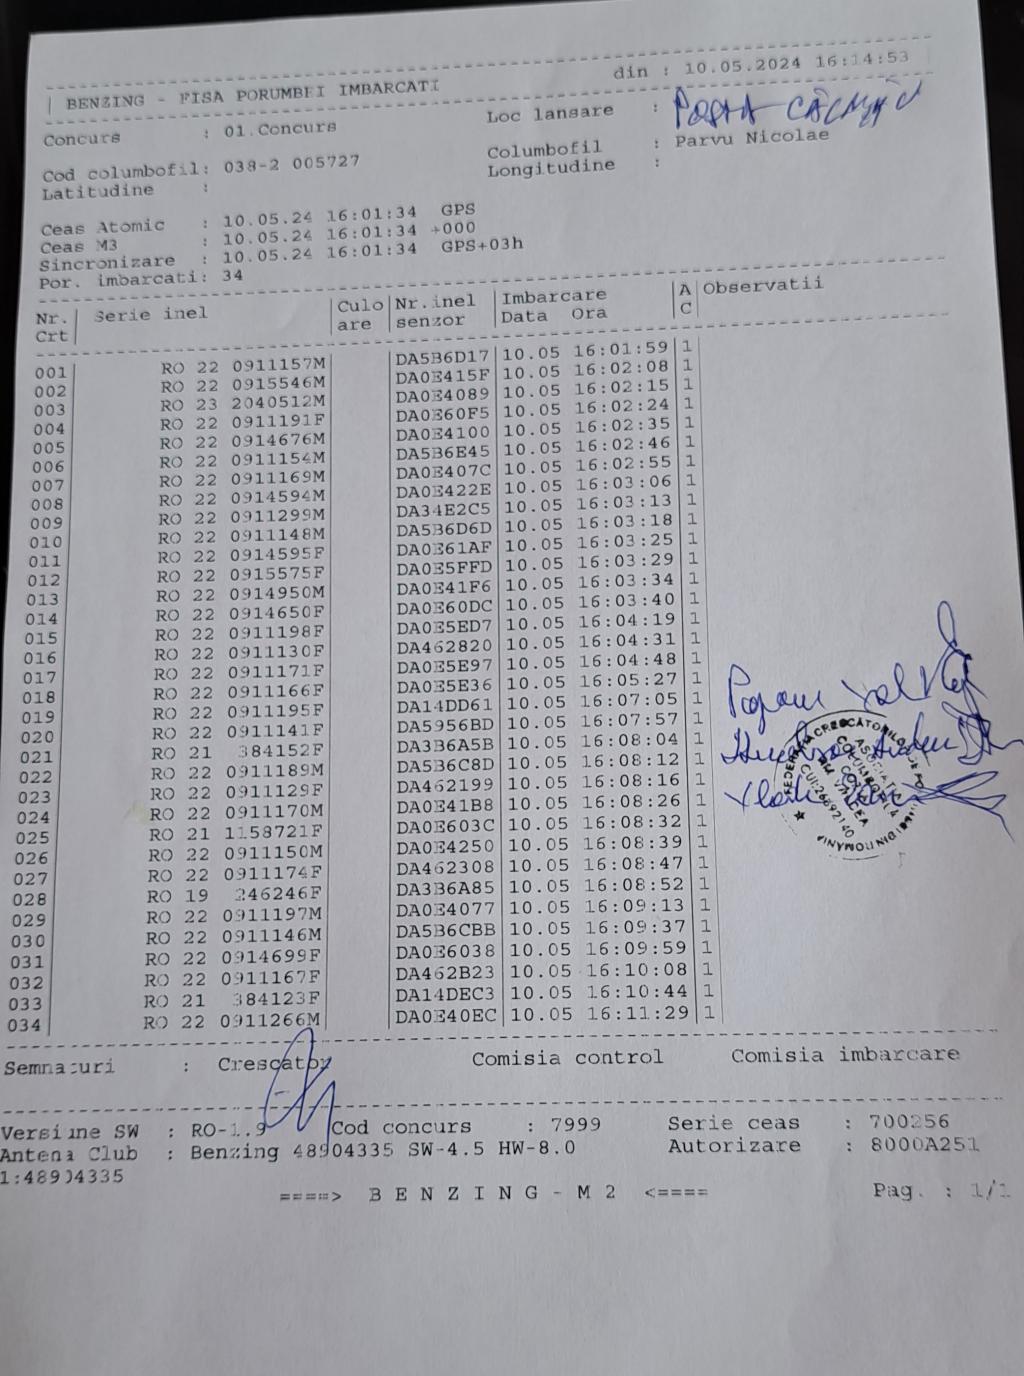 BENZING - FISA PORUMBEI IMBARCATI din : 10.05.2024 16:14:53
Concurs : 01.Concurs Loc lansare : POARTA
Cod columbofil: 038-2 005727 Columbofil : Parvu Nicolae
Latitudine : Longitudine :
Ceas Atomic : 10.05.24 16:01:34 GPS
Ceas M3 : 10.05.24 16:01:34 +000
Sincronizare : 10.05.24 16:01:34 GPS+03h
Por. imbarcati: 34
Nr. Crt Serie inel Culoare Nr.inel senzor Imbarcare Data Ora AC Observatii
001 RO 22 0911157M DA5B6D17 10.05 16:01:59 1
002 RO 22 0915546M DA0E415F 10.05 16:02:08 1
003 RO 23 2040512M DA0E4089 10.05 16:02:15 1
004 RO 22 0911191F DA0E60F5 10.05 16:02:24 1
005 RO 22 0914676M DA0E4100 10.05 16:02:35 1
006 RO 22 0911154M DA5B6E45 10.05 16:02:46 1
007 RO 22 0911169M DA0E407C 10.05 16:02:55 1
008 RO 22 0914594M DA0E422E 10.05 16:03:06 1
009 RO 22 0911299M DA34E2C5 10.05 16:03:13 1
010 RO 22 0911148M DA5B6D6D 10.05 16:03:18 1
011 RO 22 0914595F DA0E61AF 10.05 16:03:25 1
012 RO 22 0915575F DA0E5FFD 10.05 16:03:29 1
013 RO 22 0914950M DA0E41F6 10.05 16:03:34 1
014 RO 22 0914650F DA0E60DC 10.05 16:03:40 1
015 RO 22 0911198F DA0E5ED7 10.05 16:04:19 1
016 RO 22 0911130F DA462820 10.05 16:04:31 1
017 RO 22 0911171F DA0E5E97 10.05 16:04:48 1
018 RO 22 0911166F DA0E5E36 10.05 16:05:27 1
019 RO 22 0911195F DA14DD61 10.05 16:07:05 1
020 RO 22 0911141F DA5956BD 10.05 16:07:57 1
021 RO 21 384152F DA3B6A5B 10.05 16:08:04 1
022 RO 22 0911189M DA5B6C8D 10.05 16:08:12 1
023 RO 22 0911129F DA462199 10.05 16:08:16 1
024 RO 22 0911170M DA0E41B8 10.05 16:08:26 1
025 RO 21 1158721F DA0E603C 10.05 16:08:32 1
026 RO 22 0911150M DA0E4250 10.05 16:08:39 1
027 RO 22 0911174F DA462308 10.05 16:08:47 1
028 RO 19 246246F DA3B6A85 10.05 16:08:52 1
029 RO 22 0911197M DA0E4077 10.05 16:09:13 1
030 RO 22 0911146M DA5B6CBB 10.05 16:09:37 1
031 RO 22 0914699F DA0E6038 10.05 16:09:59 1
032 RO 22 0911167F DA462B23 10.05 16:10:08 1
033 RO 21 384123F DA14DEC3 10.05 16:10:44 1
034 RO 22 0911266M DA0E40EC 10.05 16:11:29 1
CUI:26692140
Semnaturi : Crescator Comisia control Comisia imbarcare
Versiune SW : RO-1.9 Cod concurs : 7999 Serie ceas : 700256
Antena Club : Benzing 48904335 SW-4.5 HW-8.0 Autorizare : 8000A251
1:48904335
====> B E N Z I N G - M 2 <==== Pag. : 1/1